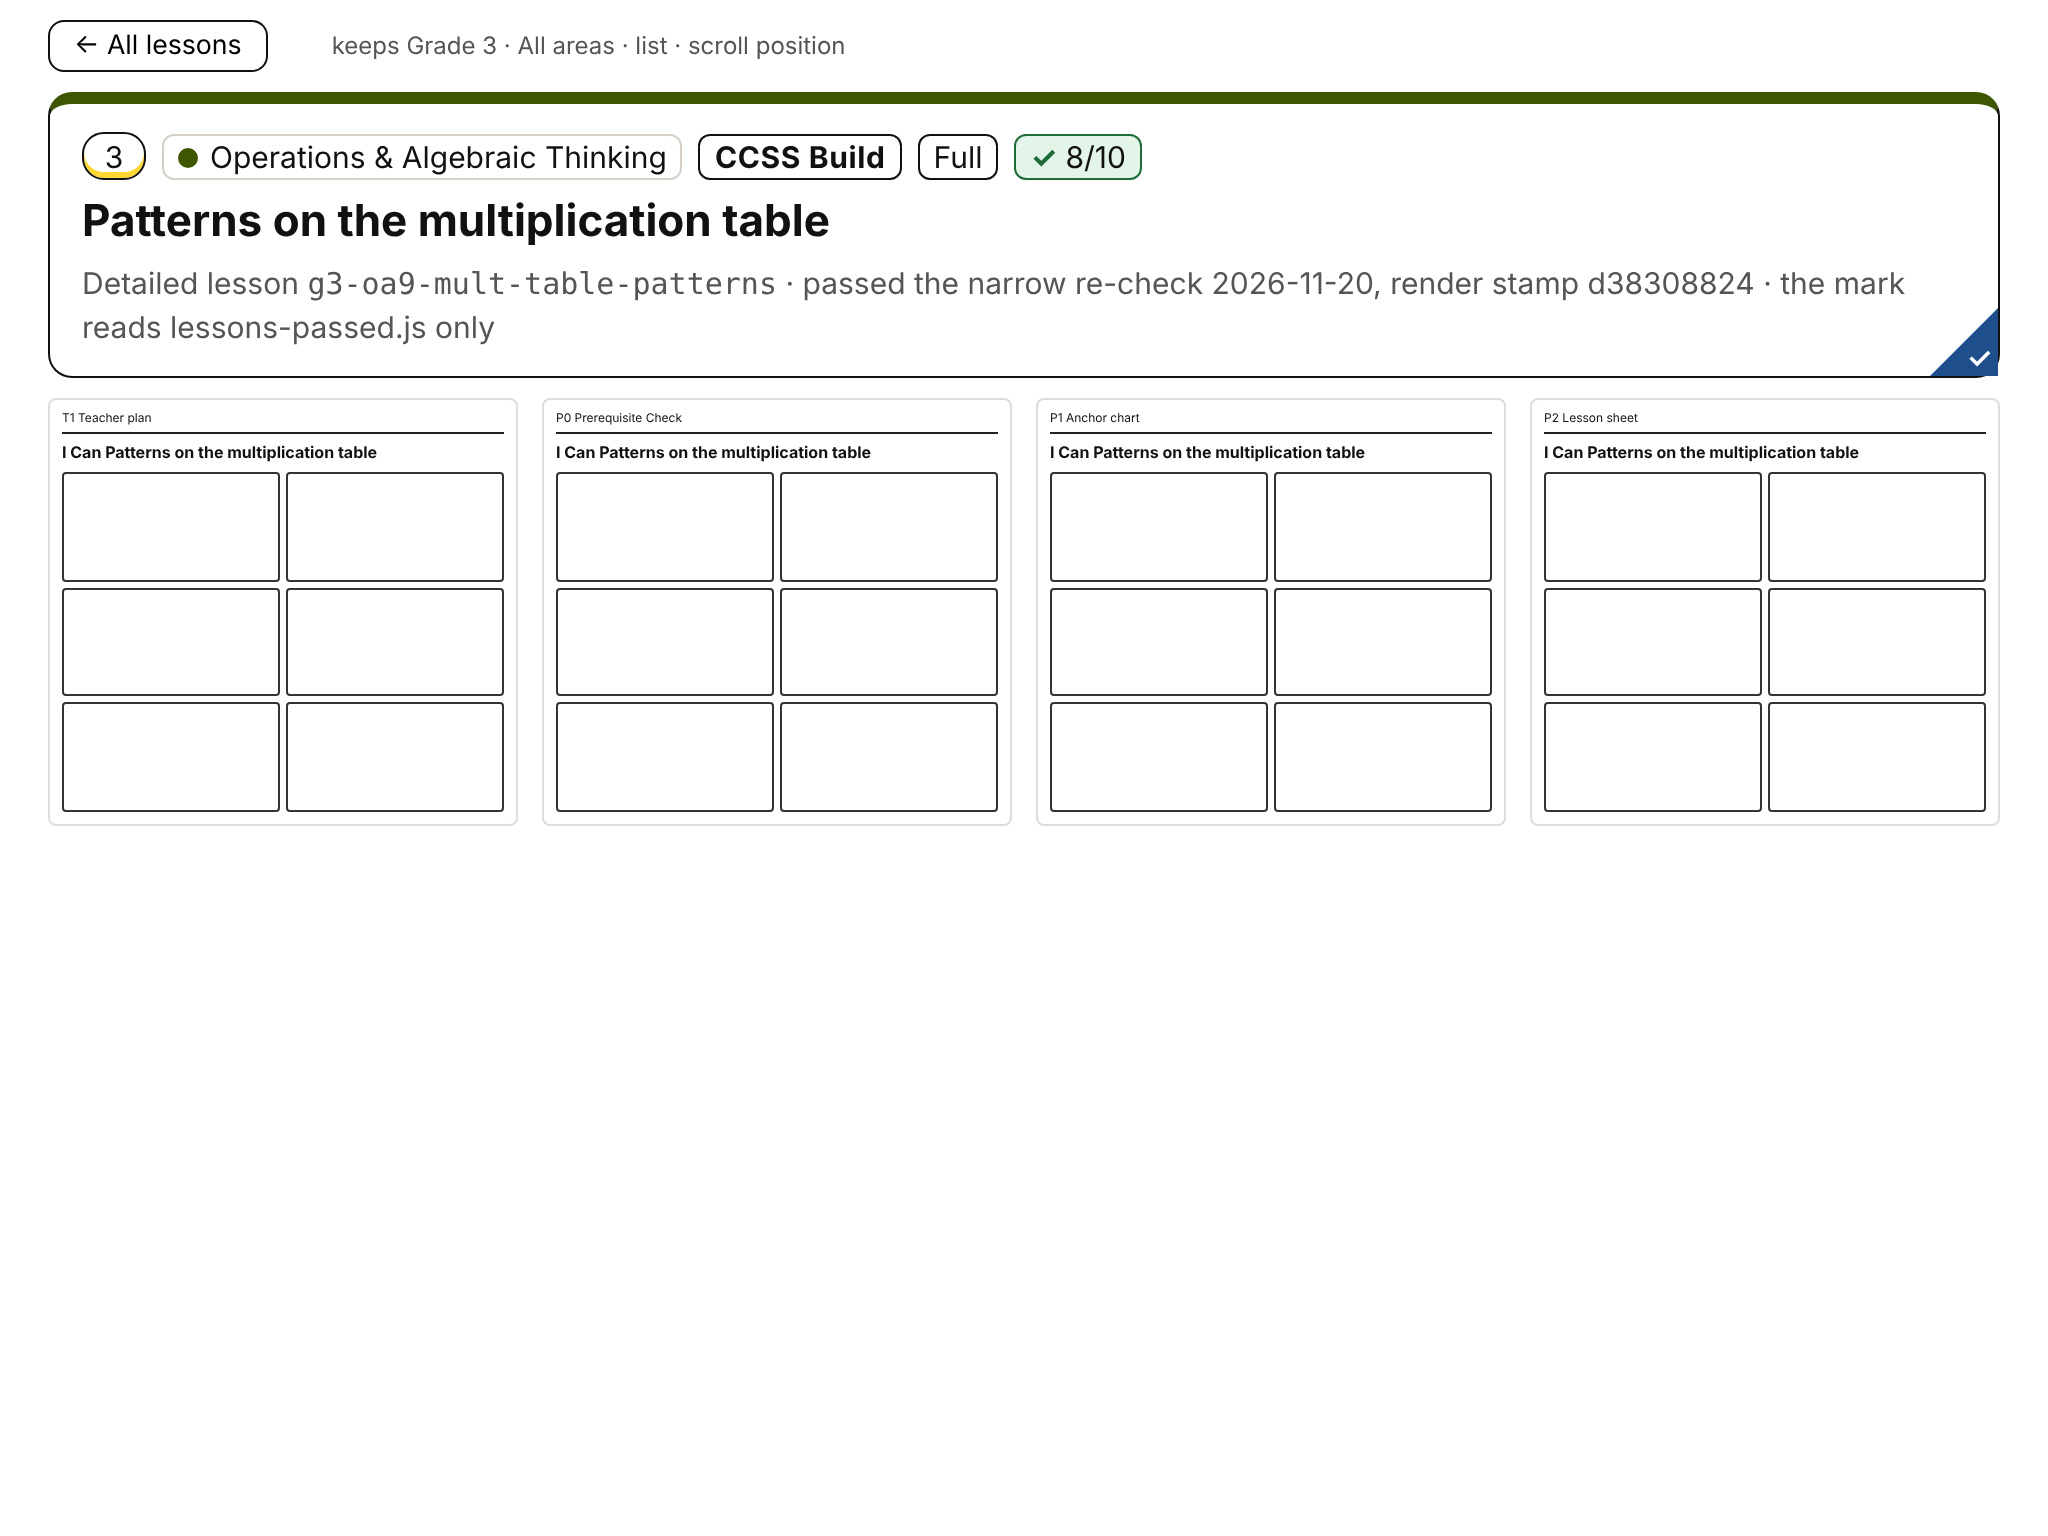 ← All lessons keeps Grade 3 · All areas · list · scroll position
3 Operations & Algebraic Thinking CCSS Build Full ✓ 8/10
Patterns on the multiplication table
Detailed lesson g3-oa9-mult-table-patterns · passed the narrow re-check 2026-11-20, render stamp d38308824 · the mark
reads lessons-passed.js only
T1 Teacher plan
I Can Patterns on the multiplication table
P0 Prerequisite Check
I Can Patterns on the multiplication table
P1 Anchor chart
I Can Patterns on the multiplication table
P2 Lesson sheet
I Can Patterns on the multiplication table